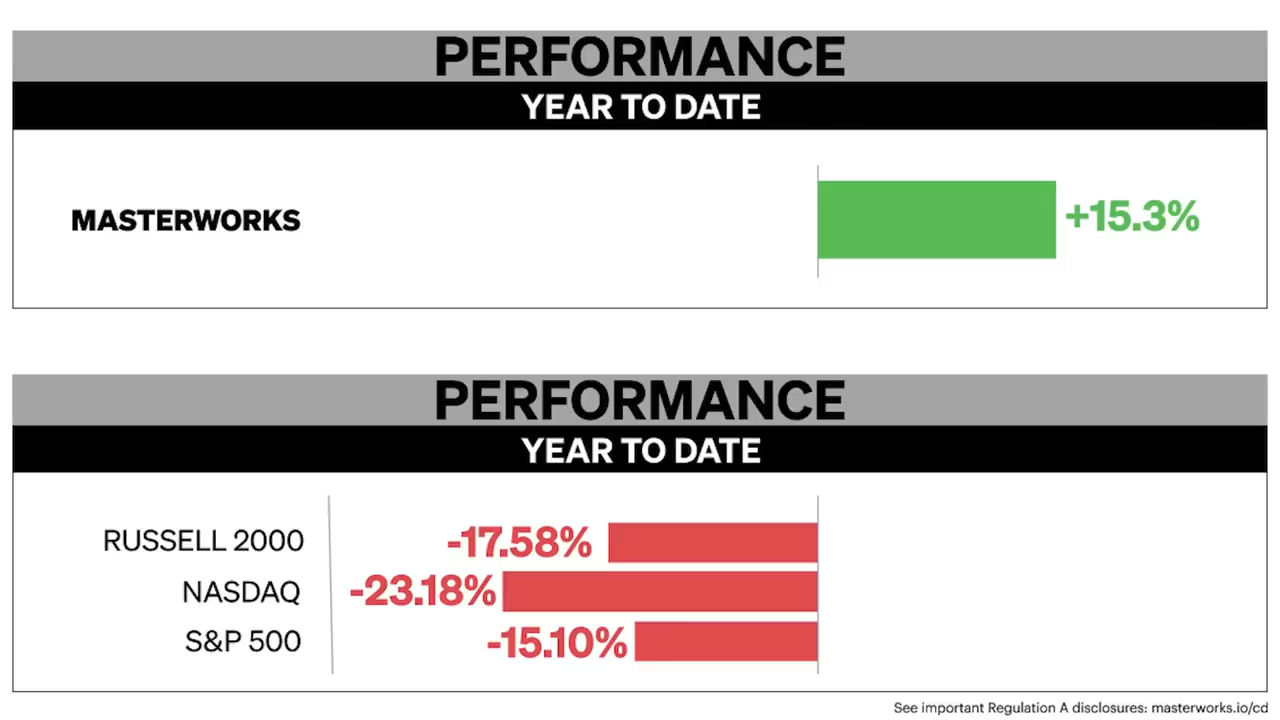 PERFORMANCE
YEAR TO DATE
MASTERWORKS +15.3%
PERFORMANCE
YEAR TO DATE
RUSSELL 2000 -17.58%
NASDAQ -23.18%
S&P 500 -15.10%
See important Regulation A disclosures: masterworks.io/cd